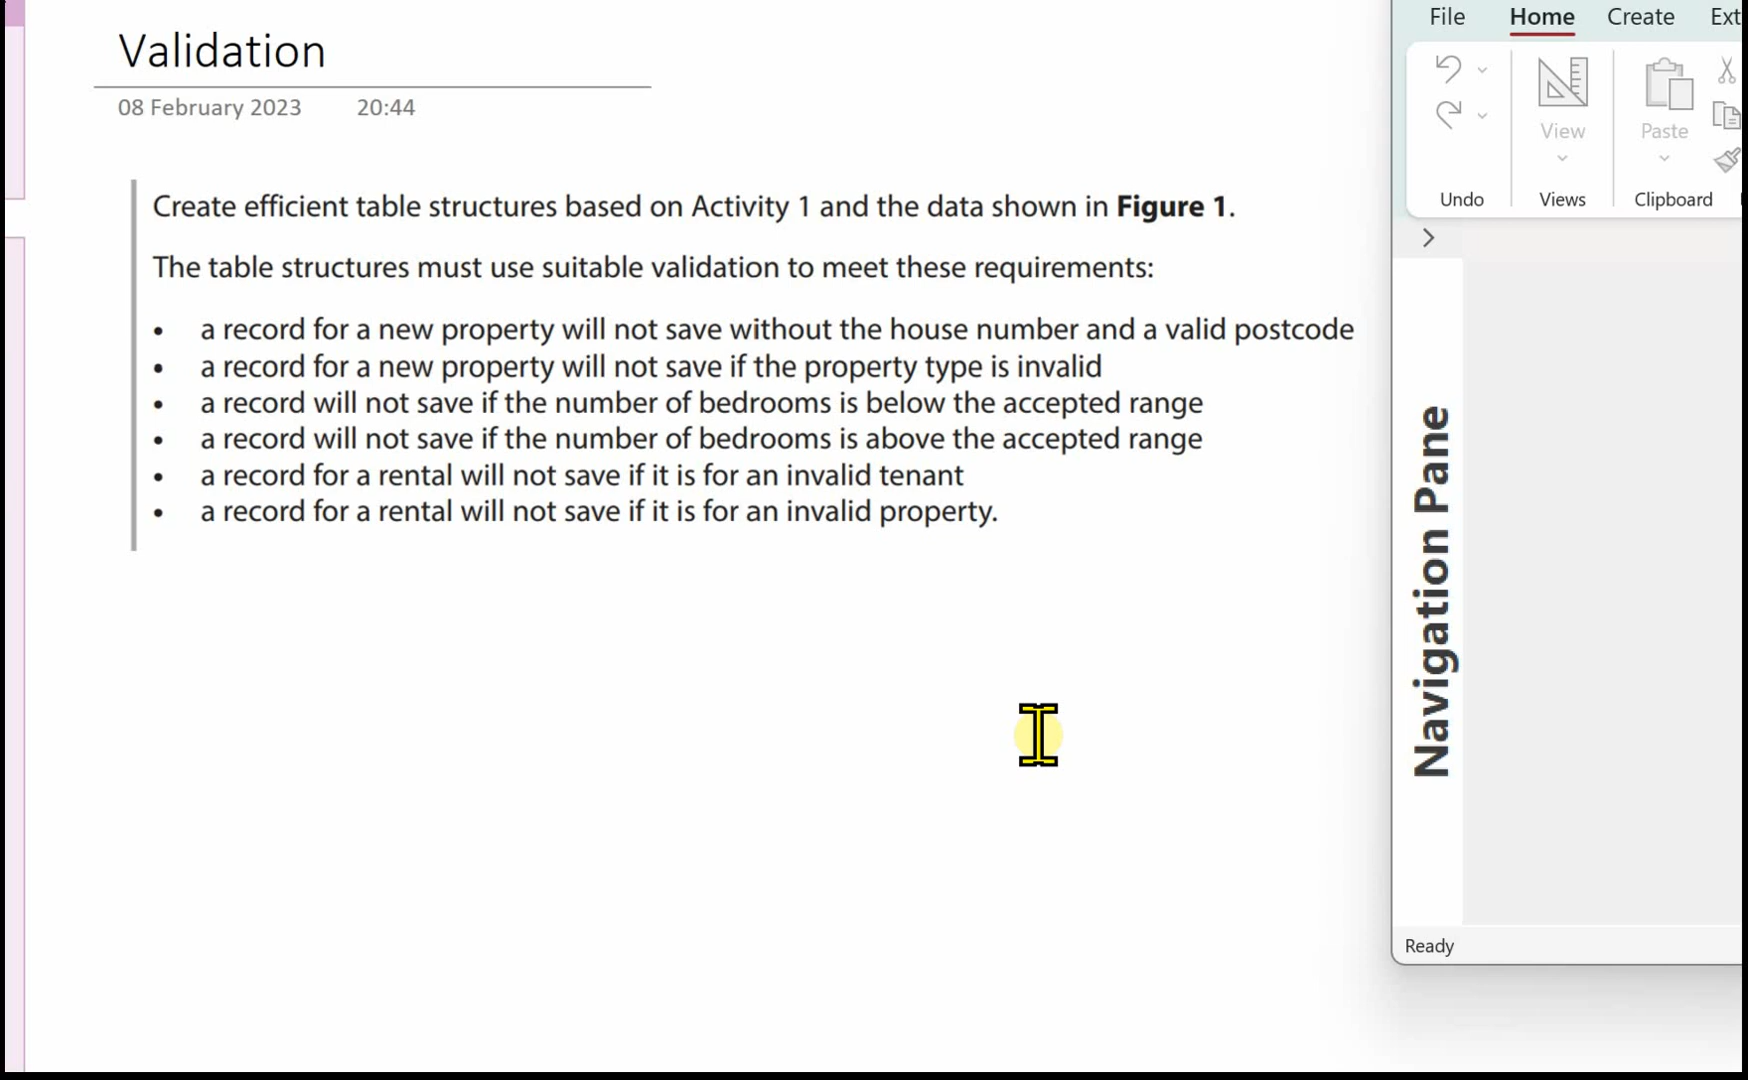 Validation
08 February 2023 20:44
Create efficient table structures based on Activity 1 and the data shown in Figure 1.
The table structures must use suitable validation to meet these requirements:
• a record for a new property will not save without the house number and a valid postcode
• a record for a new property will not save if the property type is invalid
• a record will not save if the number of bedrooms is below the accepted range
• a record will not save if the number of bedrooms is above the accepted range
• a record for a rental will not save if it is for an invalid tenant
• a record for a rental will not save if it is for an invalid property.
File Home Create Ext
View Paste
Undo Views Clipboard
Navigation Pane
Ready